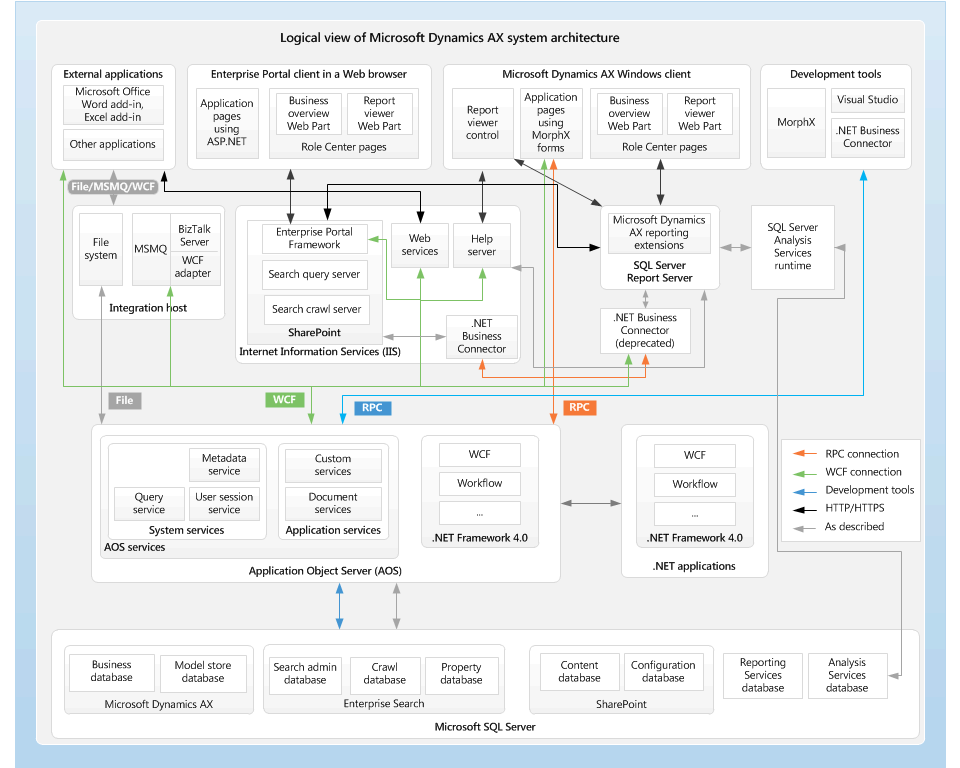 Logical view of Microsoft Dynamics AX system architecture
External applications
Microsoft Office
Word add-in,
Excel add-in
Other applications
Enterprise Portal client in a Web browser
Application
pages
using
ASP.NET
Business
overview
Web Part
Report
viewer
Web Part
Role Center pages
Microsoft Dynamics AX Windows client
Report
viewer
control
Application
pages
using
MorphX
forms
Business
overview
Web Part
Report
viewer
Web Part
Role Center pages
Development tools
MorphX
Visual Studio
.NET Business
Connector
File/MSMQ/WCF
File
system
MSMQ
BizTalk
Server
WCF
adapter
Integration host
Enterprise Portal
Framework
Search query server
Search crawl server
SharePoint
Web
services
Help
server
.NET
Business
Connector
Internet Information Services (IIS)
Microsoft Dynamics
AX reporting
extensions
SQL Server
Report Server
SQL Server
Analysis
Services
runtime
.NET Business
Connector
(deprecated)
File
WCF
RPC
RPC
Metadata
service
Query
service
User session
service
System services
AOS services
Custom
services
Document
services
Application services
WCF
Workflow
...
.NET Framework 4.0
Application Object Server (AOS)
WCF
Workflow
...
.NET Framework 4.0
.NET applications
RPC connection
WCF connection
Development tools
HTTP/HTTPS
As described
Business
database
Model store
database
Microsoft Dynamics AX
Search admin
database
Crawl
database
Property
database
Enterprise Search
Content
database
Configuration
database
SharePoint
Reporting
Services
database
Analysis
Services
database
Microsoft SQL Server